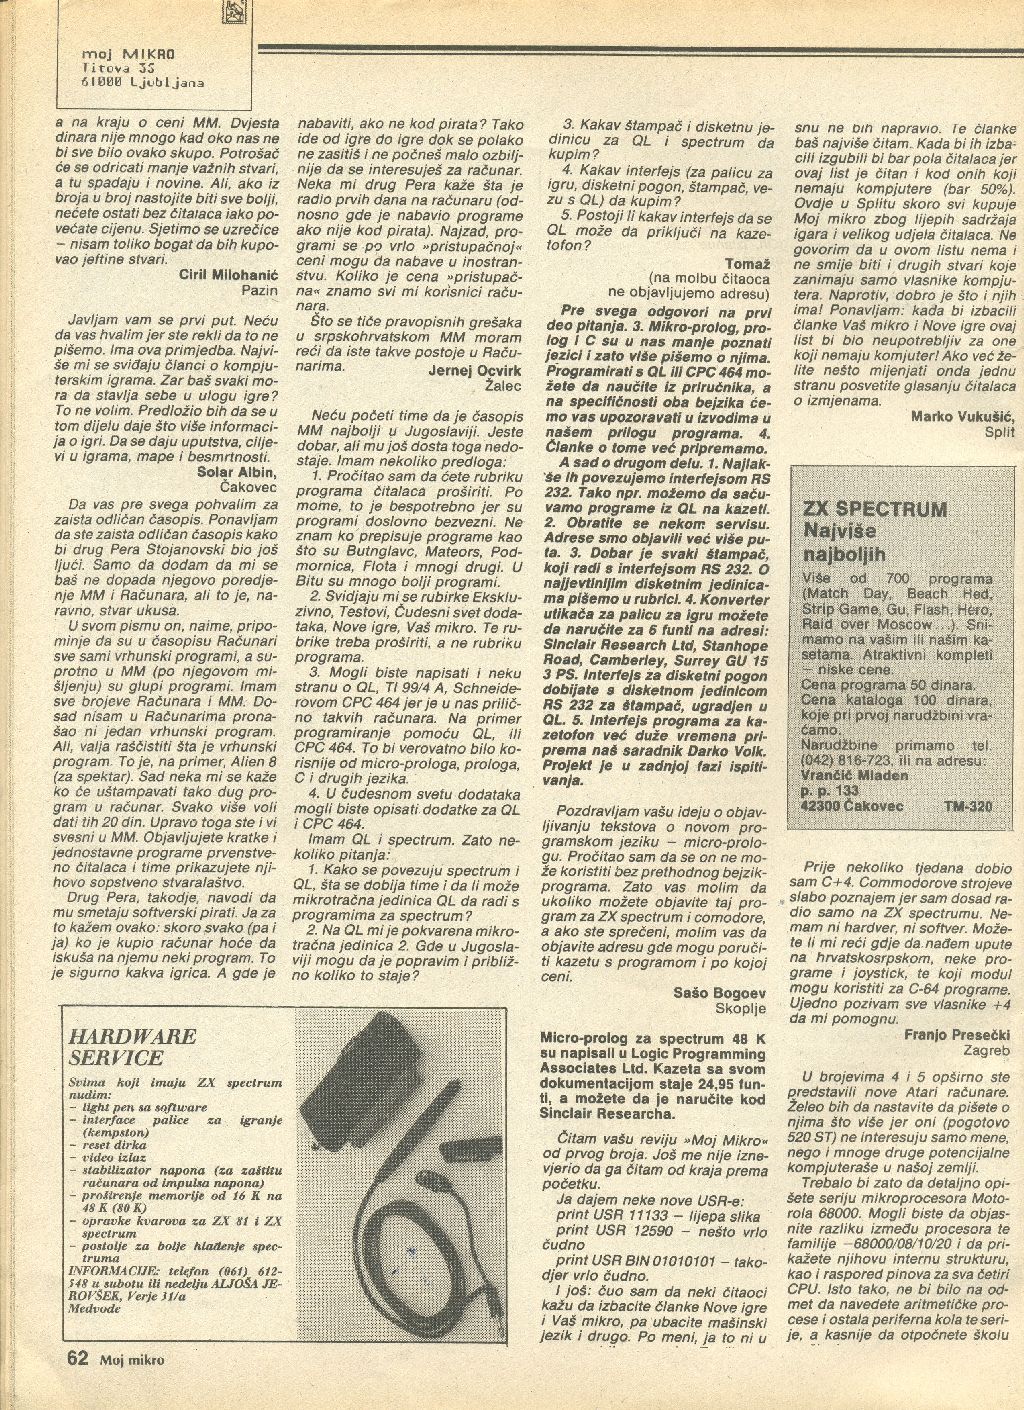 moj MIKRO
Titova 35
61000 Ljubljana
a na kraju o ceni MM. Dvjesta
dinara nije mnogo kad oko nas ne
bi sve bilo ovako skupo. Potrošač
će se odricati manje važnih stvari,
a tu spadaju i novine. Ali, ako iz
broja u broj nastojite biti sve bolji,
nećete ostati bez čitalaca iako po-
većate cijenu. Sjetimo se uzrečice
– nisam toliko bogat da bih kupo-
vao jeftine stvari.
Ciril Milohanić
Pazin
Javljam vam se prvi put. Neću
da vas hvalim jer ste rekli da to ne
pišemo. Ima ova primjedba. Najvi-
še mi se sviđaju članci o kompju-
terskim igrama. Zar baš svaki mo-
ra da stavlja sebe u ulogu igre?
To ne volim. Predložio bih da se u
tom dijelu daje što više informaci-
ja o igri. Da se daju uputstva, cilje-
vi u igrama, mape i besmrtnosti.
Solar Albin,
Čakovec
Da vas pre svega pohvalim za
zaista odličan časopis. Ponavljam
da ste zaista odličan časopis kako
bi drug Pera Stojanovski bio još
ljući. Samo da dodam da mi se
baš ne dopada njegovo poredje-
nje MM i Računara, ali to je, na-
ravno, stvar ukusa.
U svom pismu on, naime, pripo-
minje da su u časopisu Računari
sve sami vrhunski programi, a su-
protno u MM (po njegovom mi-
šljenju) su glupi programi. Imam
sve brojeve Računara i MM. Do-
sad nisam u Računarima prona-
šao ni jedan vrhunski program.
Ali, valja raščistiti šta je vrhunski
program. To je, na primer, Alien 8
(za spektar). Sad neka mi se kaže
ko će uštampavati tako dug pro-
gram u računar. Svako više voli
dati tih 20 din. Upravo toga ste i vi
svesni u MM. Objavljujete kratke i
jednostavne programe prvenstve-
no čitalaca i time prikazujete nji-
hovo sopstveno stvaralaštvo.
Drug Pera, takodje, navodi da
mu smetaju softverski pirati. Ja za
to kažem ovako: skoro svako (pa i
ja) ko je kupio računar hoće da
iskuša na njemu neki program. To
je sigurno kakva igrica. A gde je
nabaviti, ako ne kod pirata? Tako
ide od igre do igre dok se polako
ne zasitiš i ne počneš malo ozbilj-
nije da se interesuješ za računar.
Neka mi drug Pera kaže šta je
radio prvih dana na računaru (od-
nosno gde je nabavio programe
ako nije kod pirata). Najzad, pro-
grami se po vrlo »pristupačnoj«
ceni mogu da nabave u inostran-
stvu. Koliko je cena »pristupač-
na« znamo svi mi korisnici raču-
nara.
Što se tiče pravopisnih grešaka
u srpskohrvatskom MM moram
reći da iste takve postoje u Raču-
narima.
Jernej Ocvirk
Žalec
Neću početi time da je časopis
MM najbolji u Jugoslaviji. Jeste
dobar, ali mu još dosta toga nedo-
staje. Imam nekoliko predloga:
1. Pročitao sam da ćete rubriku
programa čitalaca proširiti. Po
mome, to je bespotrebno jer su
programi doslovno bezvezni. Ne
znam ko prepisuje programe kao
što su Butnglavc, Mateors, Pod-
mornica, Flota i mnogi drugi. U
Bitu su mnogo bolji programi.
2. Svidjaju mi se rubirke Eksklu-
zivno, Testovi, Čudesni svet doda-
taka, Nove igre, Vaš mikro. Te ru-
brike treba proširiti, a ne rubriku
programa.
3. Mogli biste napisati i neku
stranu o QL, TI 99/4 A, Schneide-
rovom CPC 464 jer je u nas prilič-
no takvih računara. Na primer
programiranje pomoću QL, ili
CPC 464. To bi verovatno bilo ko-
risnije od micro-prologa, prologa,
C i drugih jezika.
4. U čudesnom svetu dodataka
mogli biste opisati dodatke za QL
i CPC 464.
Imam QL i spectrum. Zato ne-
koliko pitanja:
1. Kako se povezuju spectrum i
QL, šta se dobija time i da li može
mikrotračna jedinica QL da radi s
programima za spectrum?
2. Na QL mi je pokvarena mikro-
tračna jedinica 2. Gde u Jugosla-
viji mogu da je popravim i približ-
no koliko to staje?
3. Kakav štampač i disketnu je-
dinicu za QL i spectrum da
kupim?
4. Kakav interfejs (za palicu za
igru, disketni pogon, štampač, ve-
zu s QL) da kupim?
5. Postoji li kakav interfejs da se
QL može da priključi na kaze-
tofon?
Tomaž
(na molbu čitaoca
ne objavljujemo adresu)
Pre svega odgovori na prvi
deo pitanja. 3. Mikro-prolog, pro-
log i C su u nas manje poznati
jezici i zato više pišemo o njima.
Programirati s QL ili CPC 464 mo-
žete da naučite iz priručnika, a
na specifičnosti oba bejzika će-
mo vas upozoravati u izvodima u
našem prilogu programa. 4.
Članke o tome već pripremamo.
A sad o drugom delu. 1. Najlak-
še ih povezujemo interfejsom RS
232. Tako npr. možemo da saču-
vamo programe iz QL na kazeti.
2. Obratite se nekom servisu.
Adrese smo objavili već više pu-
ta. 3. Dobar je svaki štampač,
koji radi s interfejsom RS 232. O
najjevtinijim disketnim jedinica-
ma pišemo u rubrici. 4. Konverter
utikača za palicu za igru možete
da naručite za 6 funti na adresi:
Sinclair Research Ltd, Stanhope
Road, Camberley, Surrey GU 15
3 PS. Interfejs za disketni pogon
dobijate s disketnom jedinicom
RS 232 za štampač, ugradjen u
QL. 5. Interfejs programa za ka-
zetofon već duže vremena pri-
prema naš saradnik Darko Volk.
Projekt je u zadnjoj fazi ispiti-
vanja.
Pozdravljam vašu ideju o objav-
ljivanju tekstova o novom pro-
gramskom jeziku – micro-prolo-
gu. Pročitao sam da se on ne mo-
že koristiti bez prethodnog bejzik-
programa. Zato vas molim da
ukoliko možete objavite taj pro-
gram za ZX spectrum i comodore,
a ako ste sprečeni, molim vas da
objavite adresu gde mogu poruči-
ti kazetu s programom i po kojoj
ceni.
Sašo Bogoev
Skoplje
Micro-prolog za spectrum 48 K
su napisali u Logic Programming
Associates Ltd. Kazeta sa svom
dokumentacijom staje 24,95 fun-
ti, a možete da je naručite kod
Sinclair Researcha.
Čitam vašu reviju »Moj Mikro«
od prvog broja. Još me nije izne-
vjerio da ga čitam od kraja prema
početku.
Ja dajem neke nove USR-e:
print USR 11133 – lijepa slika
print USR 12590 – nešto vrlo
čudno
print USR BIN 01010101 – tako-
djer vrlo čudno.
I još: čuo sam da neki čitaoci
kažu da izbacite članke Nove igre
i Vaš mikro, pa ubacite mašinski
jezik i drugo. Po meni, ja to ni u
snu ne bih napravio. Te članke
baš najviše čitam. Kada bi ih izba-
cili izgubili bi bar pola čitalaca jer
ovaj list je čitan i kod onih koji
nemaju kompjutere (bar 50%).
Ovdje u Splitu skoro svi kupuje
Moj mikro zbog lijepih sadržaja
igara i velikog udjela čitalaca. Ne
govorim da u ovom listu nema i
ne smije biti i drugih stvari koje
zanimaju samo vlasnike kompju-
tera. Naprotiv, dobro je što i njih
ima! Ponavljam: kada bi izbacili
članke Vaš mikro i Nove igre ovaj
list bi bio neupotrebljiv za one
koji nemaju komjuter! Ako već že-
lite nešto mijenjati onda jednu
stranu posvetite glasanju čitalaca
o izmjenama.
Marko Vukušić,
Split
ZX SPECTRUM
Najviše
najboljih
Više od 700 programa
(Match Day, Beach Hed,
Strip Game, Gu, Flash, Hero,
Raid over Moscow ...). Sni-
mamo na vašim ili našim ka-
setama. Atraktivni kompleti
– niske cene.
Cena programa 50 dinara.
Cena kataloga 100 dinara,
koje pri prvoj narudžbini vra-
ćamo.
Narudžbine primamo tel.
(042) 816-723, ili na adresu:
Vrančić Mladen
p. p. 133
42300 Čakovec TM-320
Prije nekoliko tjedana dobio
sam C+4. Commodorove strojeve
slabo poznajem jer sam dosad ra-
dio samo na ZX spectrumu. Ne-
mam ni hardver, ni softver. Može-
te li mi reći gdje da nađem upute
na hrvatskosrpskom, neke pro-
grame i joystick, te koji modul
mogu koristiti za C-64 programe.
Ujedno pozivam sve vlasnike +4
da mi pomognu.
Franjo Presečki
Zagreb
U brojevima 4 i 5 opširno ste
predstavili nove Atari računare.
Želeo bih da nastavite da pišete o
njima što više jer oni (pogotovo
520 ST) ne interesuju samo mene,
nego i mnoge druge potencijalne
kompjuteraše u našoj zemlji.
Trebalo bi zato da detaljno opi-
šete seriju mikroprocesora Moto-
rola 68000. Mogli biste da objas-
nite razliku izmeđ procesora te
familije –68000/08/10/20 i da pri-
kažete njihovu internu strukturu,
kao i raspored pinova za sva četiri
CPU. Isto tako, ne bi bilo na od-
met da navedete aritmetičke pro-
cese i ostala periferna kola te seri-
je, a kasnije da otpočnete školu
HARDWARE
SERVICE
Svima koji imaju ZX spectrum
nudim:
– light pen sa software
– interface palice za igranje
(kempston)
– reset dirka
– video izlaz
– stabilizator napona (za zaštitu
računara od impulsa napona)
– proširenje memorije od 16 K na
48 K (80 K)
– opravke kvarova za ZX 81 i ZX
spectrum
– postolje za bolje hlađenje spec-
truma
INFORMACIJE: telefon (061) 612-
548 u subotu ili nedelju ALJOŠA JE-
ROVŠEK, Verje 31/a
Medvode
62 Moj mikro